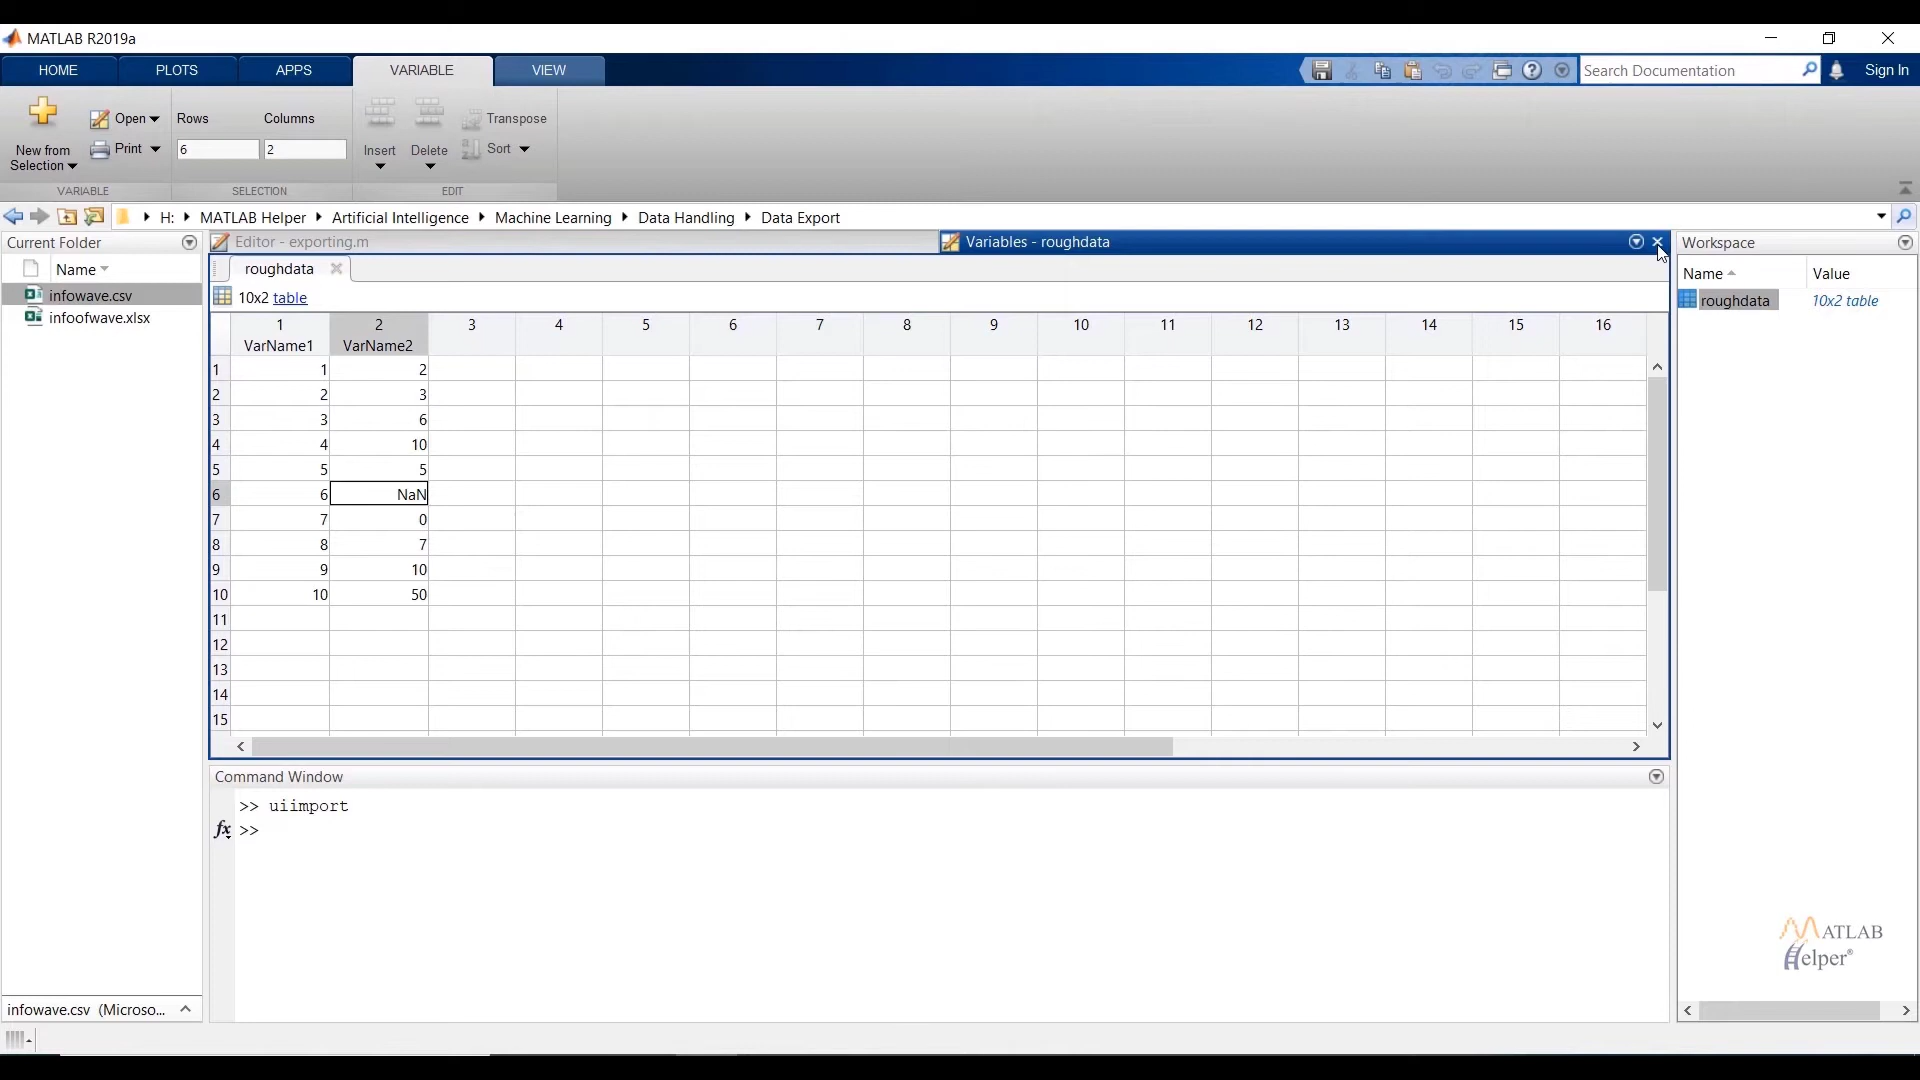 MATLAB R2019a
HOME PLOTS APPS VARIABLE VIEW Search Documentation Sign In
New from Selection Open Print Rows Columns Insert Delete Transpose Sort
6 2
VARIABLE SELECTION EDIT
H: MATLAB Helper Artificial Intelligence Machine Learning Data Handling Data Export
Current Folder Editor - exporting.m Variables - roughdata Workspace
Name roughdata Name Value
infowave.csv 10x2 table roughdata 10x2 table
infoofwave.xlsx
1 2 3 4 5 6 7 8 9 10 11 12 13 14 15 16
VarName1 VarName2
1 1 2
2 2 3
3 3 6
4 4 10
5 5 5
6 6 NaN
7 7 0
8 8 7
9 9 10
10 10 50
11
12
13
14
15
Command Window
>> uiimport
fx >>
MATLAB
Helper®
infowave.csv (Microso...